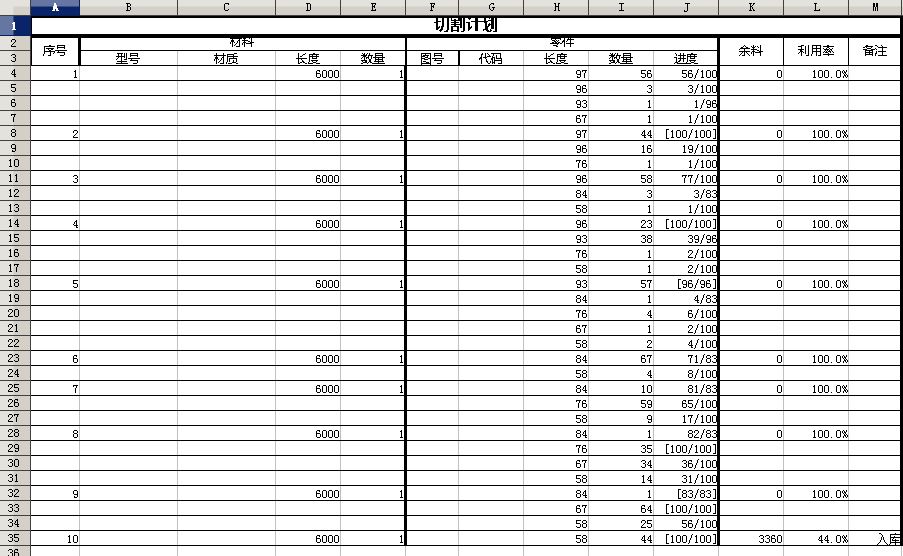 A B C D E F G H I J K L M
1 切割计划
2 序号 材料 零件 余料 利用率 备注
3 型号 材质 长度 数量 图号 代码 长度 数量 进度
4 1 6000 1 97 56 56/100 0 100.0%
5 96 3 3/100
6 93 1 1/96
7 67 1 1/100
8 2 6000 1 97 44 [100/100] 0 100.0%
9 96 16 19/100
10 76 1 1/100
11 3 6000 1 96 58 77/100 0 100.0%
12 84 3 3/83
13 58 1 1/100
14 4 6000 1 96 23 [100/100] 0 100.0%
15 93 38 39/96
16 76 1 2/100
17 58 1 2/100
18 5 6000 1 93 57 [96/96] 0 100.0%
19 84 1 4/83
20 76 4 6/100
21 67 1 2/100
22 58 2 4/100
23 6 6000 1 84 67 71/83 0 100.0%
24 58 4 8/100
25 7 6000 1 84 10 81/83 0 100.0%
26 76 59 65/100
27 58 9 17/100
28 8 6000 1 84 1 82/83 0 100.0%
29 76 35 [100/100]
30 67 34 36/100
31 58 14 31/100
32 9 6000 1 84 1 [83/83] 0 100.0%
33 67 64 [100/100]
34 58 25 56/100
35 10 6000 1 58 44 [100/100] 3360 44.0% 入库
36